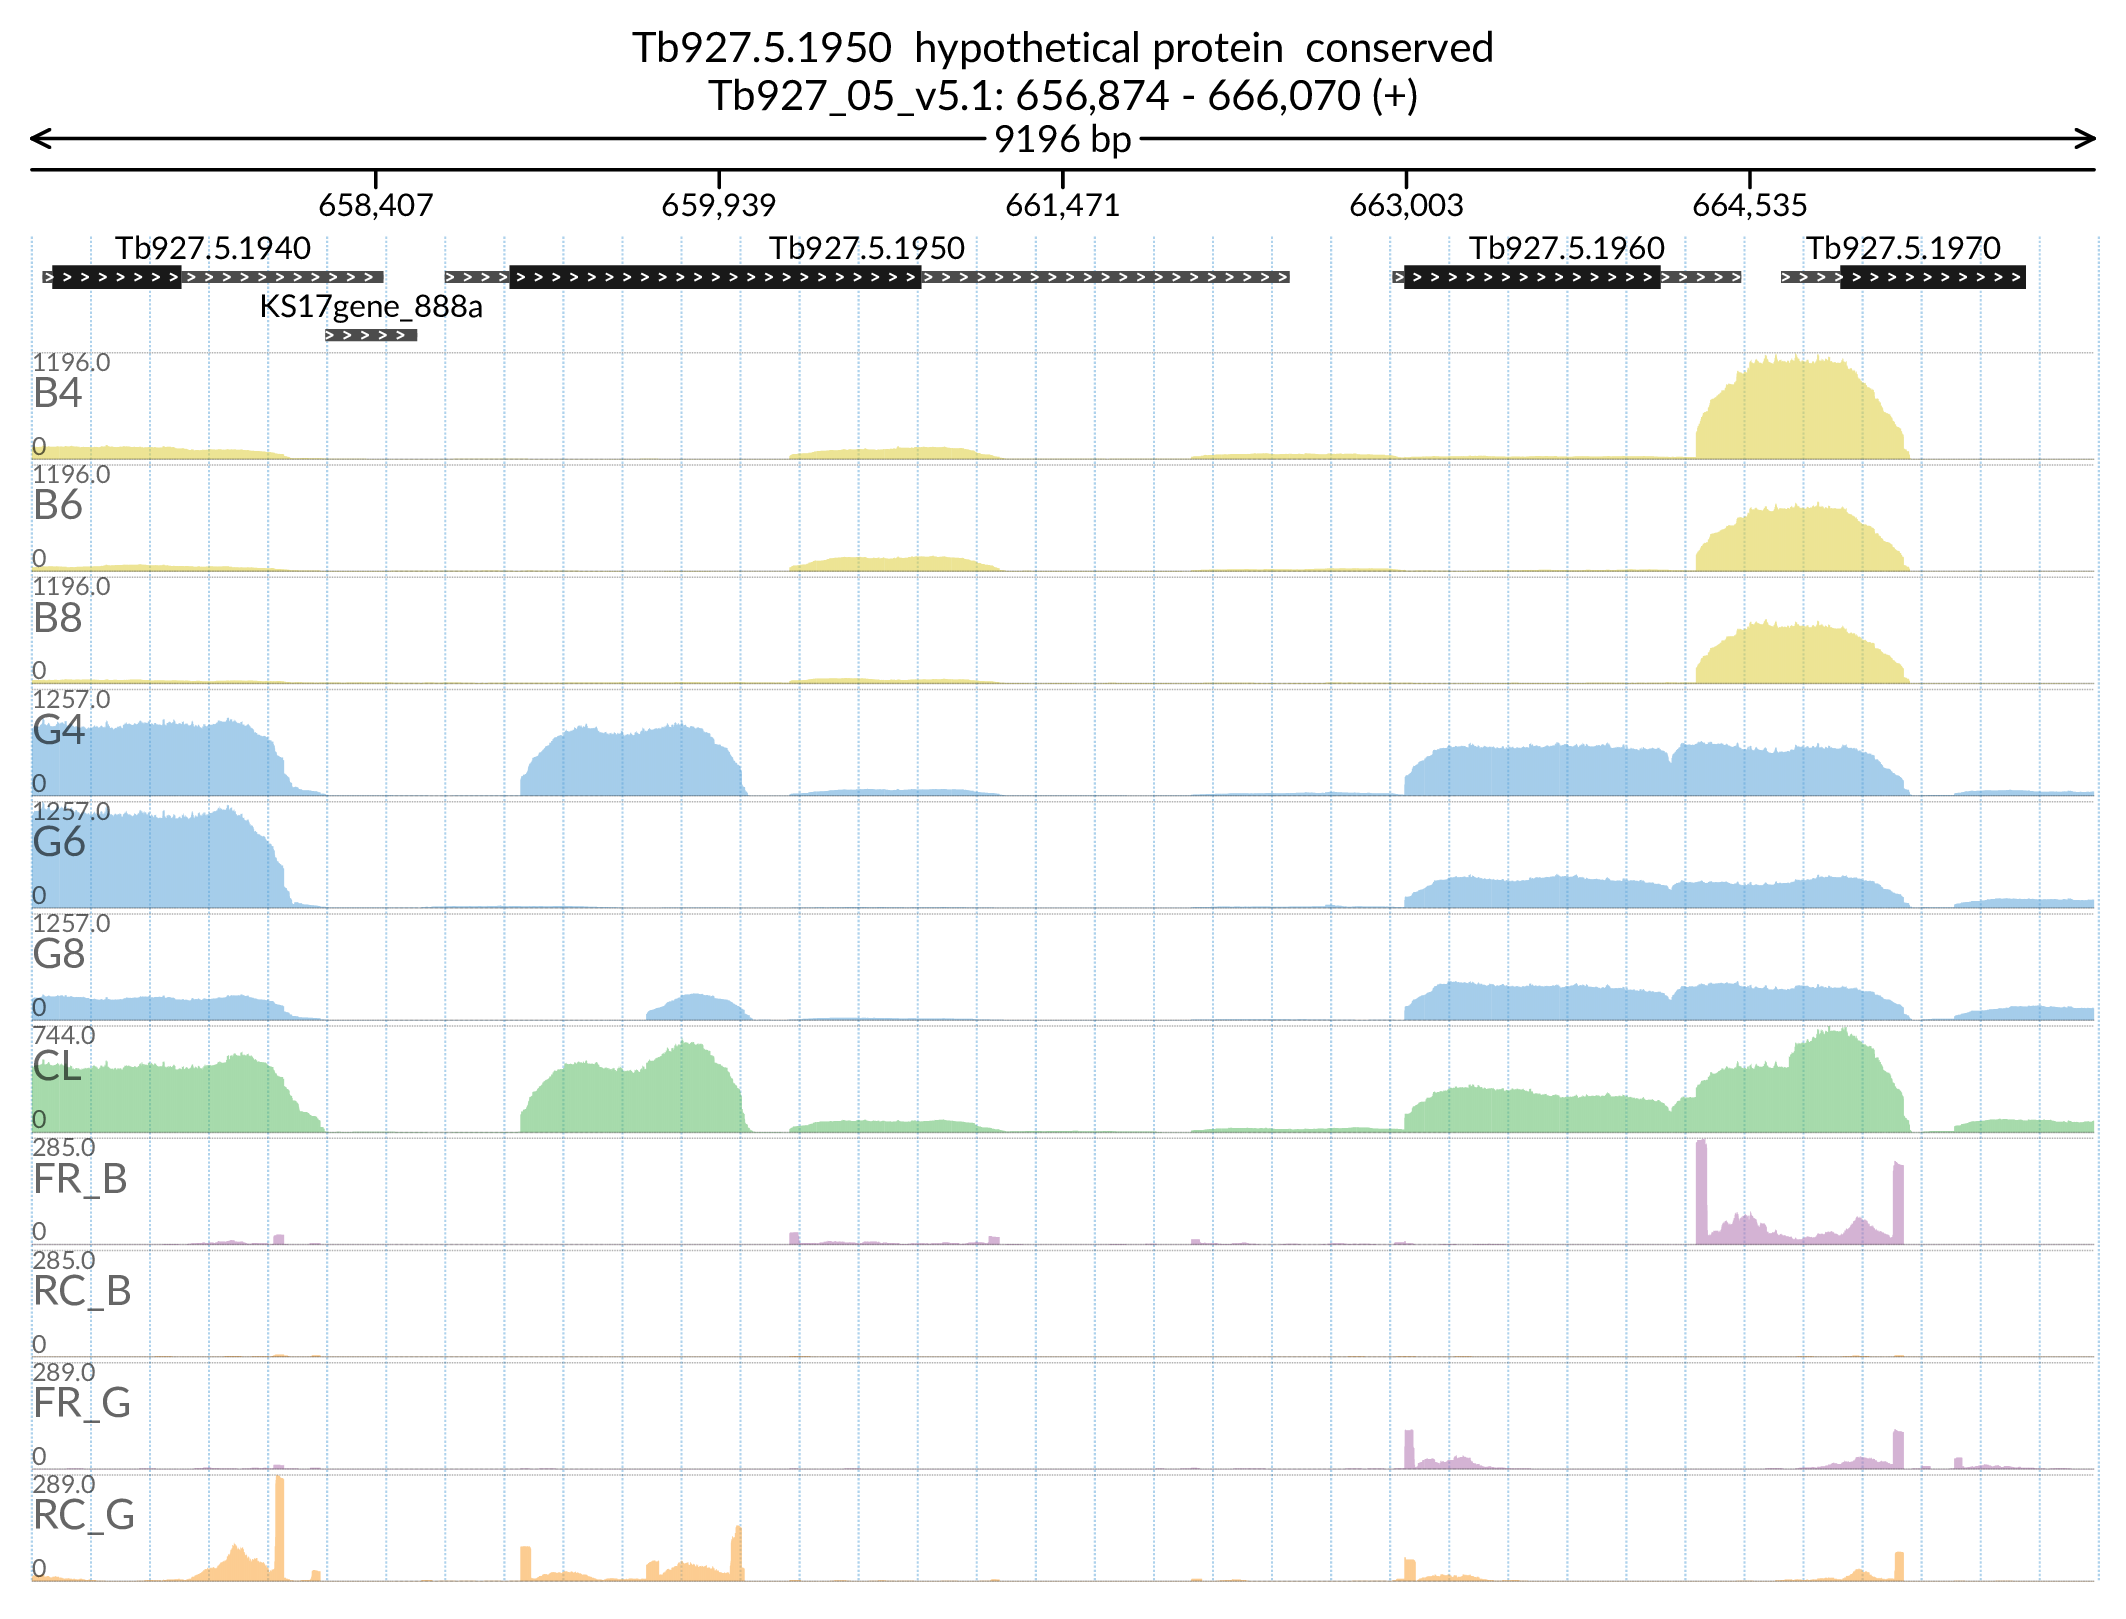 Tb927.5.1950  hypothetical protein  conserved
Tb927_05_v5.1: 656,874 - 666,070 (+)
9196 bp
658,407 659,939 661,471 663,003 664,535
Tb927.5.1940 Tb927.5.1950 Tb927.5.1960 Tb927.5.1970
KS17gene_888a
1196.0
B4
0
1196.0
B6
0
1196.0
B8
0
1257.0
G4
0
1257.0
G6
0
1257.0
G8
0
744.0
CL
0
285.0
FR_B
0
285.0
RC_B
0
289.0
FR_G
0
289.0
RC_G
0